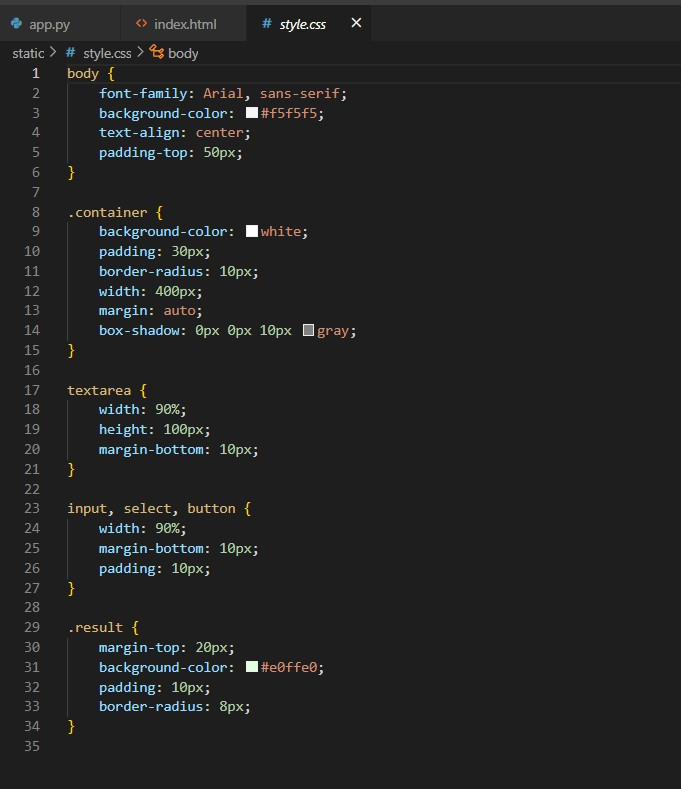 app.py <> index.html # style.css ×
static > # style.css > body
1 body {
2     font-family: Arial, sans-serif;
3     background-color: #f5f5f5;
4     text-align: center;
5     padding-top: 50px;
6 }
7
8 .container {
9     background-color: white;
10     padding: 30px;
11     border-radius: 10px;
12     width: 400px;
13     margin: auto;
14     box-shadow: 0px 0px 10px gray;
15 }
16
17 textarea {
18     width: 90%;
19     height: 100px;
20     margin-bottom: 10px;
21 }
22
23 input, select, button {
24     width: 90%;
25     margin-bottom: 10px;
26     padding: 10px;
27 }
28
29 .result {
30     margin-top: 20px;
31     background-color: #e0ffe0;
32     padding: 10px;
33     border-radius: 8px;
34 }
35